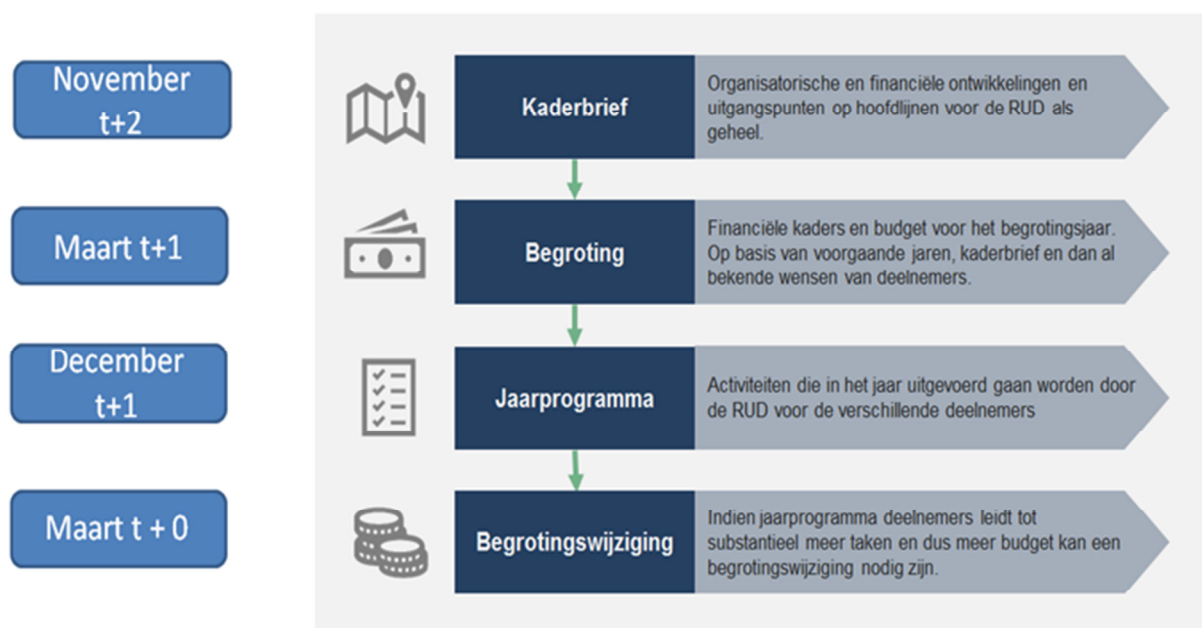 November
t+2
Kaderbrief
Organisatorische en financiële ontwikkelingen en
uitgangspunten op hoofdlijnen voor de RUD als
geheel.
Maart t+1
Begroting
Financiële kaders en budget voor het begrotingsjaar.
Op basis van voorgaande jaren, kaderbrief en dan al
bekende wensen van deelnemers.
December
t+1
Jaarprogramma
Activiteiten die in het jaar uitgevoerd gaan worden door
de RUD voor de verschillende deelnemers
Maart t + 0
Begrotingswijziging
Indien jaarprogramma deelnemers leidt tot
substantieel meer taken en dus meer budget kan een
begrotingswijziging nodig zijn.